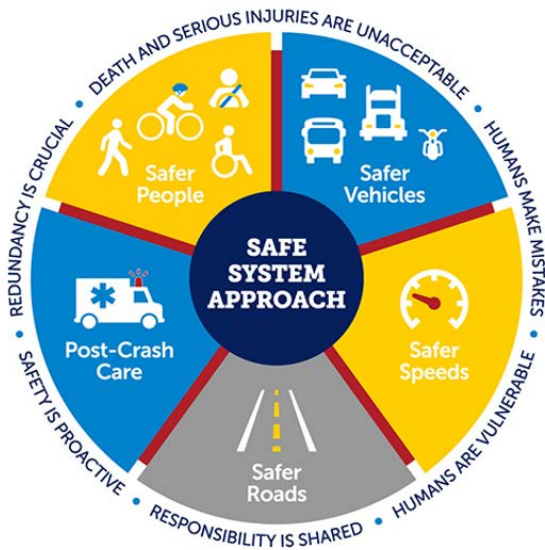 DEATH AND SERIOUS INJURIES ARE UNACCEPTABLE
HUMANS MAKE MISTAKES
HUMANS ARE VULNERABLE
RESPONSIBILITY IS SHARED
SAFETY IS PROACTIVE
REDUNDANCY IS CRUCIAL
Safer
People
Safer
Vehicles
SAFE
SYSTEM
APPROACH
Post-Crash
Care
Safer
Speeds
Safer
Roads